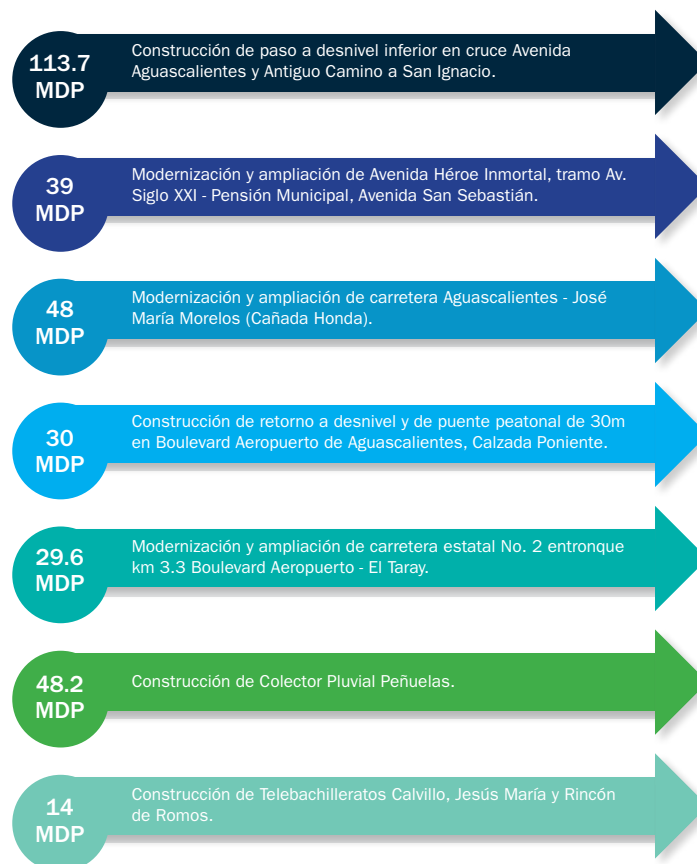 113.7
MDP
Construcción de paso a desnivel inferior en cruce Avenida
Aguascalientes y Antiguo Camino a San Ignacio.
39
MDP
Modernización y ampliación de Avenida Héroe Inmortal, tramo Av.
Siglo XXI - Pensión Municipal, Avenida San Sebastián.
48
MDP
Modernización y ampliación de carretera Aguascalientes - José
María Morelos (Cañada Honda).
30
MDP
Construcción de retorno a desnivel y de puente peatonal de 30m
en Boulevard Aeropuerto de Aguascalientes, Calzada Poniente.
29.6
MDP
Modernización y ampliación de carretera estatal No. 2 entronque
km 3.3 Boulevard Aeropuerto - El Taray.
48.2
MDP
Construcción de Colector Pluvial Peñuelas.
14
MDP
Construcción de Telebachilleratos Calvillo, Jesús María y Rincón
de Romos.